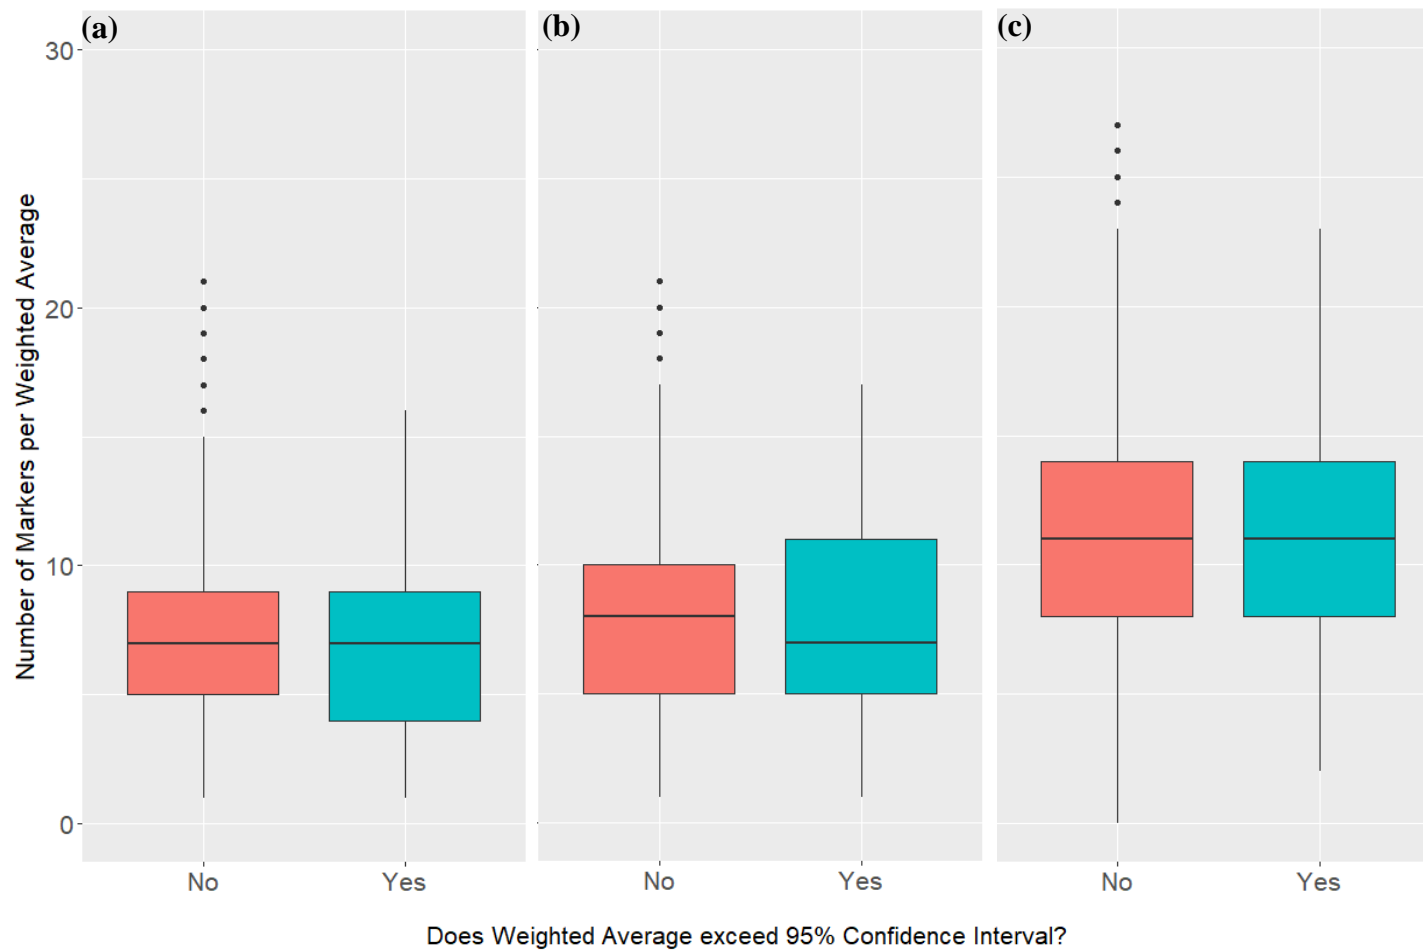 (a)
(b)
(c)
30
20
10
0
Number of Markers per Weighted Average
No Yes No Yes No Yes
Does Weighted Average exceed 95% Confidence Interval?